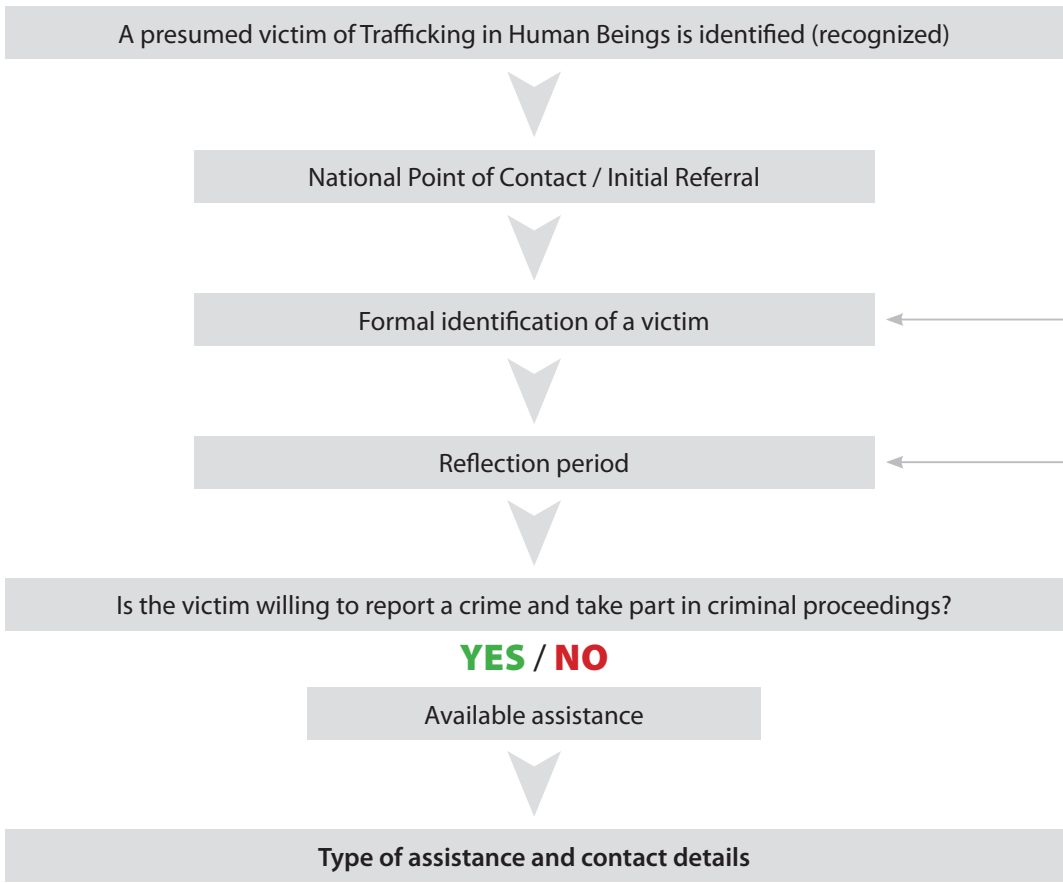 A presumed victim of Trafficking in Human Beings is identified (recognized)
National Point of Contact / Initial Referral
Formal identification of a victim
Reflection period
Is the victim willing to report a crime and take part in criminal proceedings?
YES / NO
Available assistance
Type of assistance and contact details